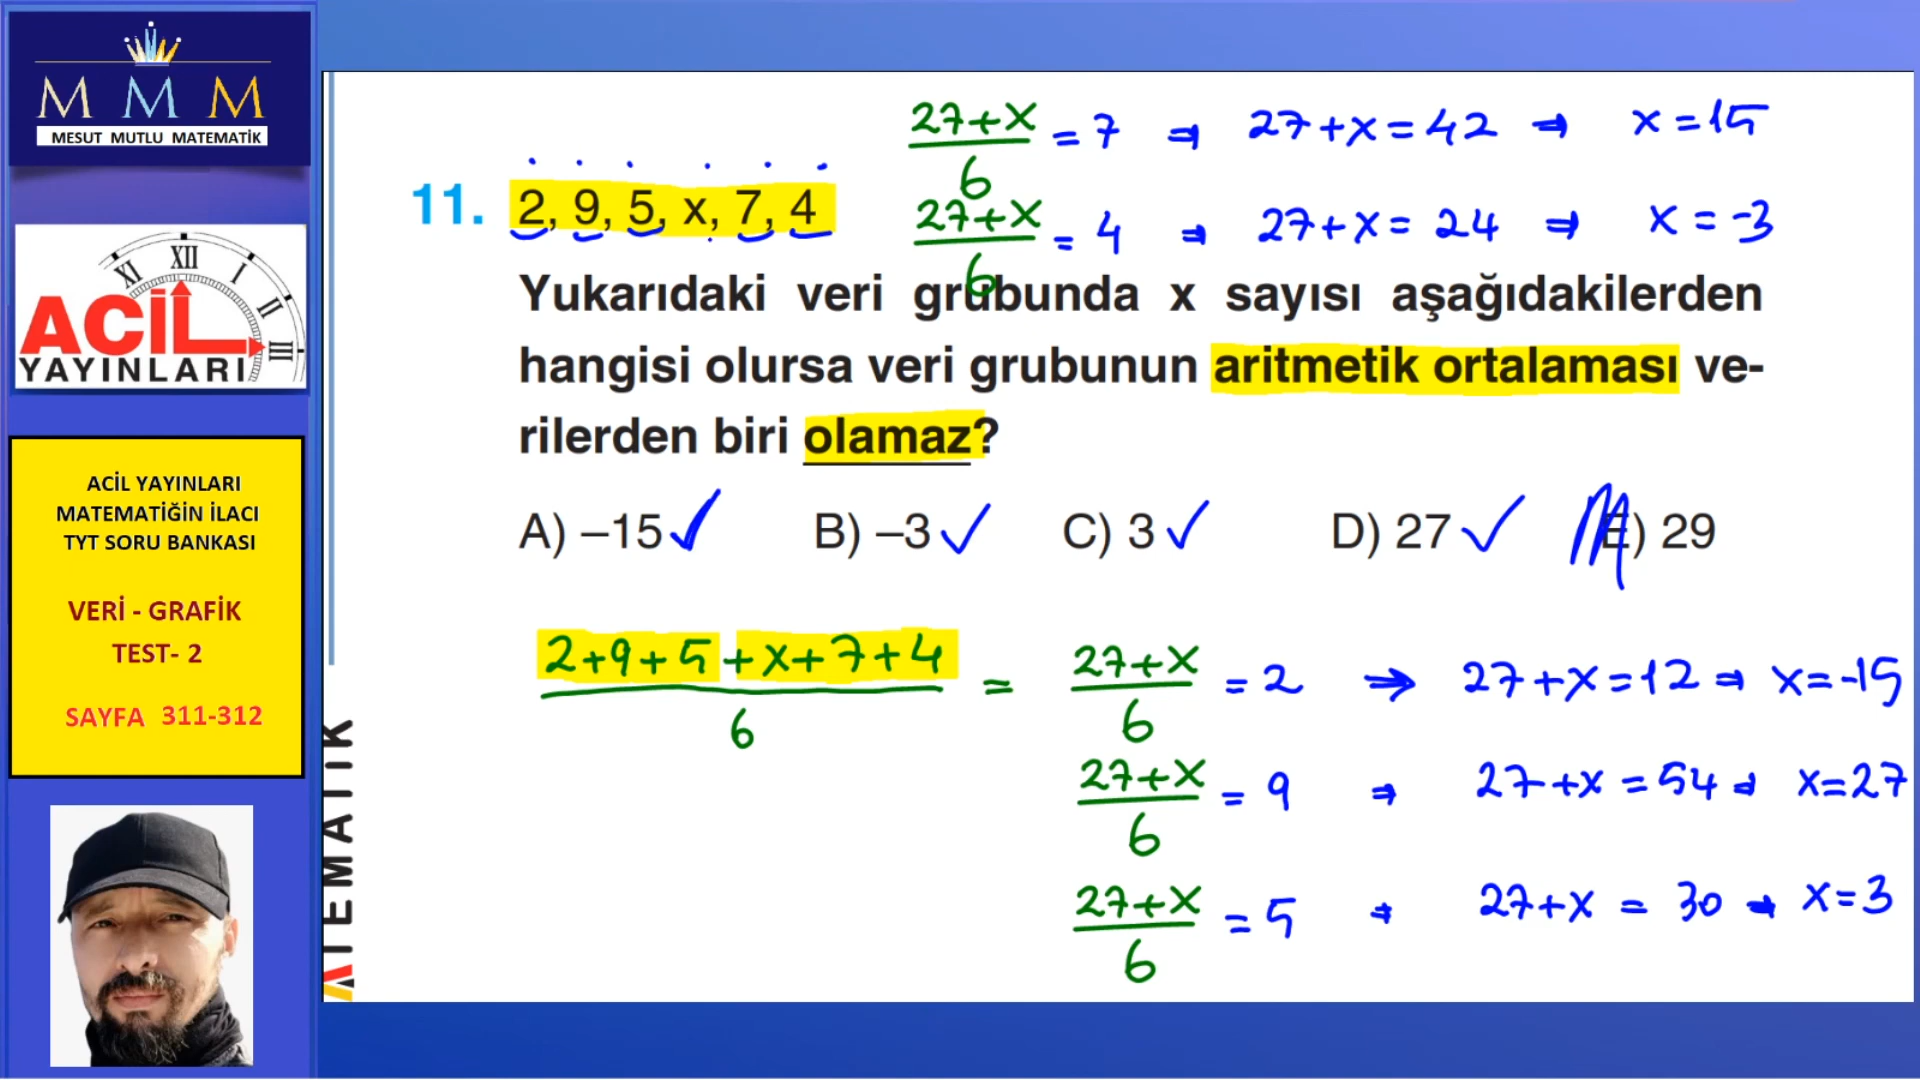 M M M
MESUT MUTLU MATEMATİK
XI XII I II III
ACİL
YAYINLARI
ACİL YAYINLARI
MATEMATİĞİN İLACI
TYT SORU BANKASI
VERİ - GRAFİK
TEST- 2
SAYFA 311-312
27+x/6 = 7 ⇒ 27+x=42 ⇒ x=15
11. 2, 9, 5, x, 7, 4
27+x/6 = 4 ⇒ 27+x= 24 ⇒ x = -3
Yukarıdaki veri grubunda x sayısı aşağıdakilerden
hangisi olursa veri grubunun aritmetik ortalaması ve-
rilerden biri olamaz?
A) –15 B) –3 C) 3 D) 27 E) 29
2+9+5+x+7+4/6 = 27+x/6 = 2 ⇒ 27+x=12 ⇒ x=-15
27+x/6 = 9 ⇒ 27+x=54 ⇒ x=27
27+x/6 = 5 ⇒ 27+x = 30 ⇒ x=3